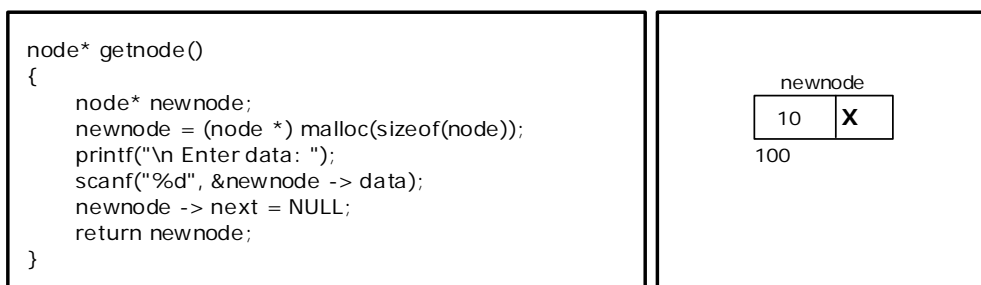 node* getnode()
{
node* newnode;
newnode = (node *) malloc(sizeof(node));
printf("\n Enter data: ");
scanf("%d", &newnode -> data);
newnode -> next = NULL;
return newnode;
}
newnode
10 X
100